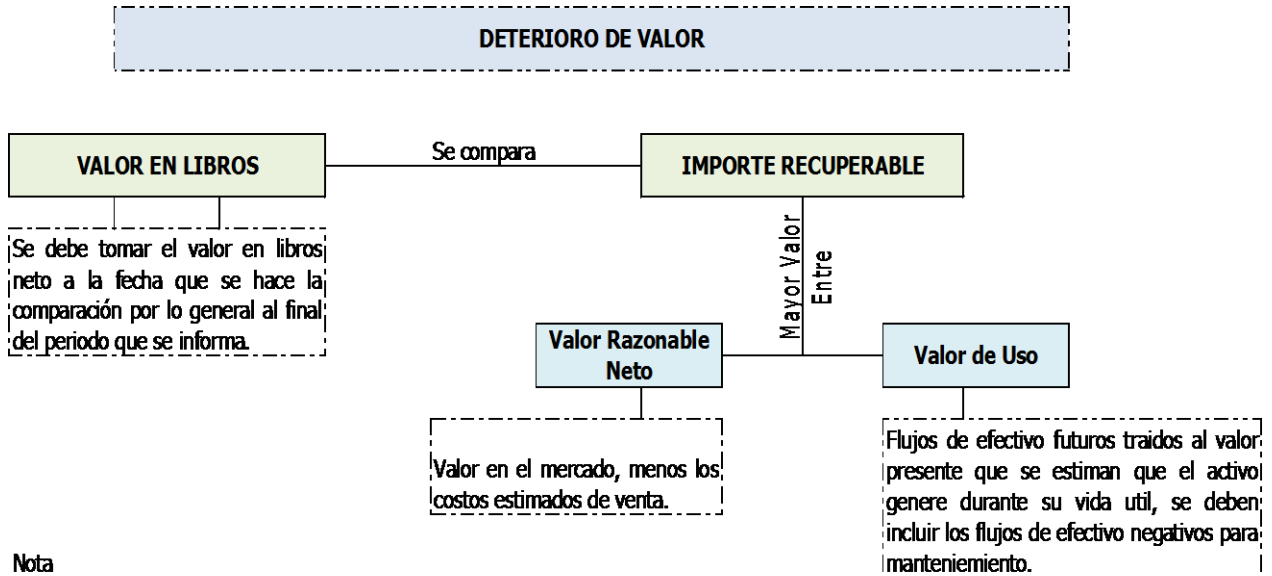 DETERIORO DE VALOR
VALOR EN LIBROS
Se compara
IMPORTE RECUPERABLE
Se debe tomar el valor en libros
neto a la fecha que se hace la
comparación por lo general al final
del periodo que se informa.
Mayor Valor
Entre
Valor Razonable
Neto
Valor de Uso
Valor en el mercado, menos los
costos estimados de venta.
Flujos de efectivo futuros traidos al valor
presente que se estiman que el activo
genere durante su vida util, se deben
incluir los flujos de efectivo negativos para
manteniemiento.
Nota